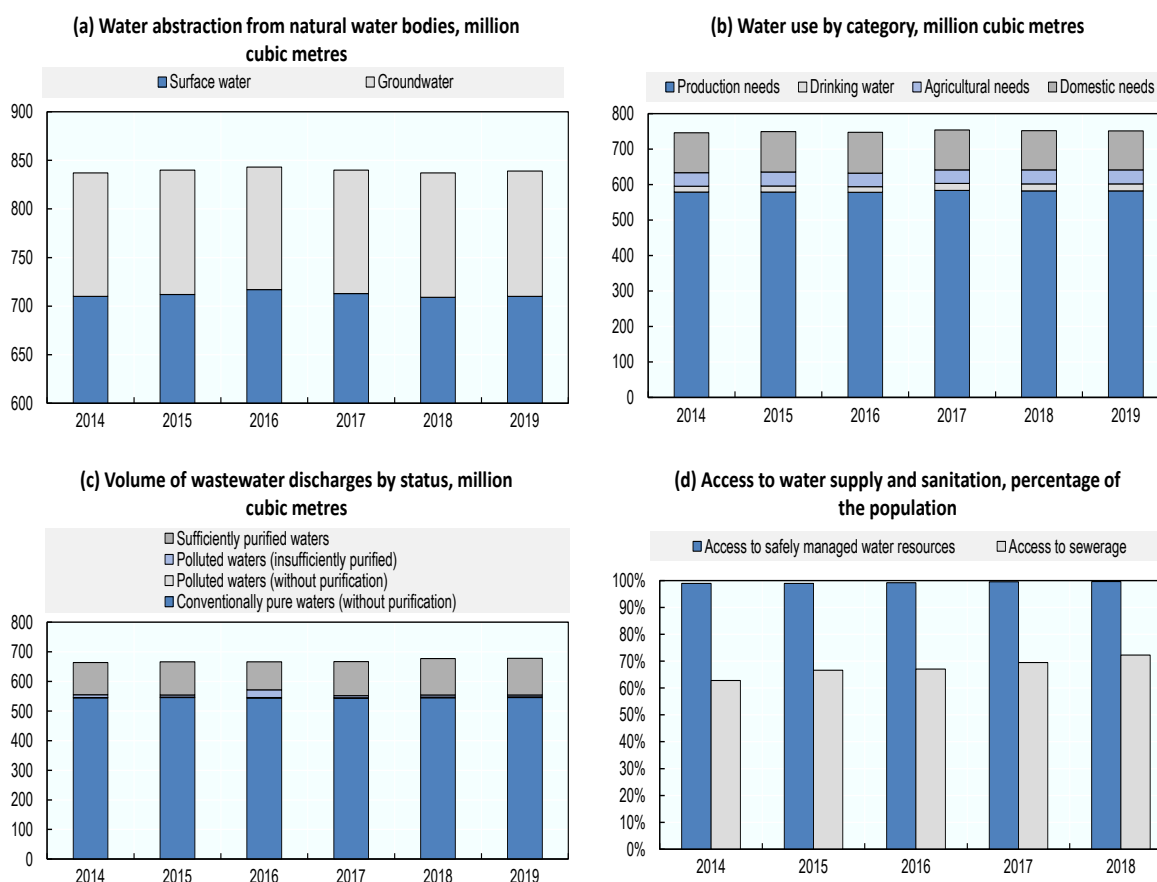 (a) Water abstraction from natural water bodies, million
cubic metres
Surface water Groundwater
900
850
800
750
700
650
600
2014 2015 2016 2017 2018 2019
(b) Water use by category, million cubic metres
Production needs Drinking water Agricultural needs Domestic needs
800
700
600
500
400
300
200
100
0
2014 2015 2016 2017 2018 2019
(c) Volume of wastewater discharges by status, million
cubic metres
Sufficiently purified waters
Polluted waters (insufficiently purified)
Polluted waters (without purification)
Conventionally pure waters (without purification)
800
700
600
500
400
300
200
100
0
2014 2015 2016 2017 2018 2019
(d) Access to water supply and sanitation, percentage of
the population
Access to safely managed water resources Access to sewerage
100%
90%
80%
70%
60%
50%
40%
30%
20%
10%
0%
2014 2015 2016 2017 2018